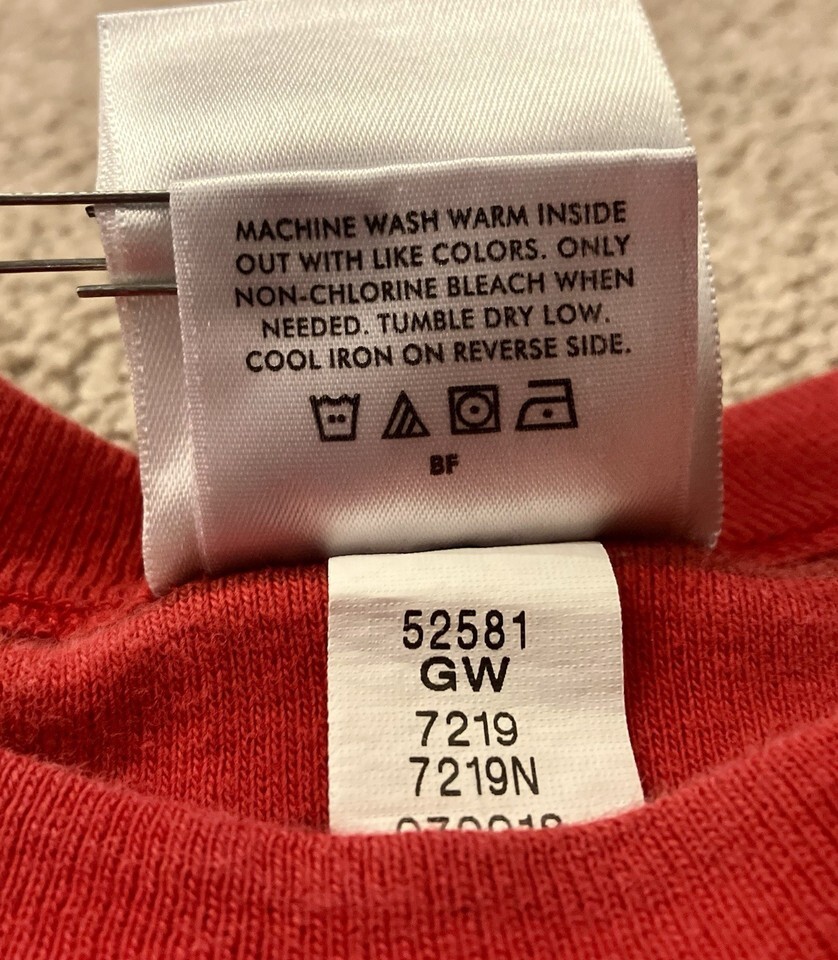 MACHINE WASH WARM INSIDE
OUT WITH LIKE COLORS. ONLY
NON-CHLORINE BLEACH WHEN
NEEDED. TUMBLE DRY LOW.
COOL IRON ON REVERSE SIDE.
BF
52581
GW
7219
7219N